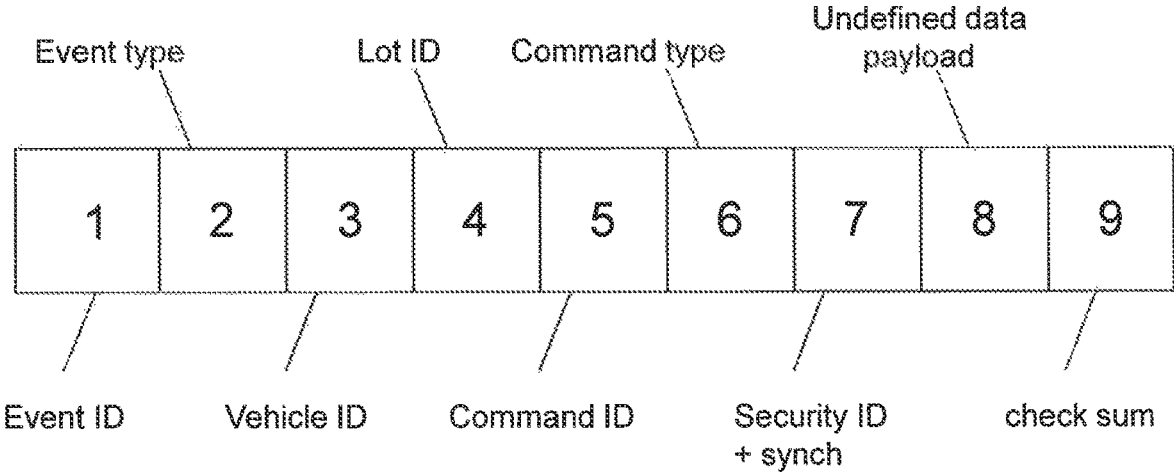 Undefined data
payload
Event type
Lot ID
Command type
1 2 3 4 5 6 7 8 9
Event ID
Vehicle ID
Command ID
Security ID
+ synch
check sum